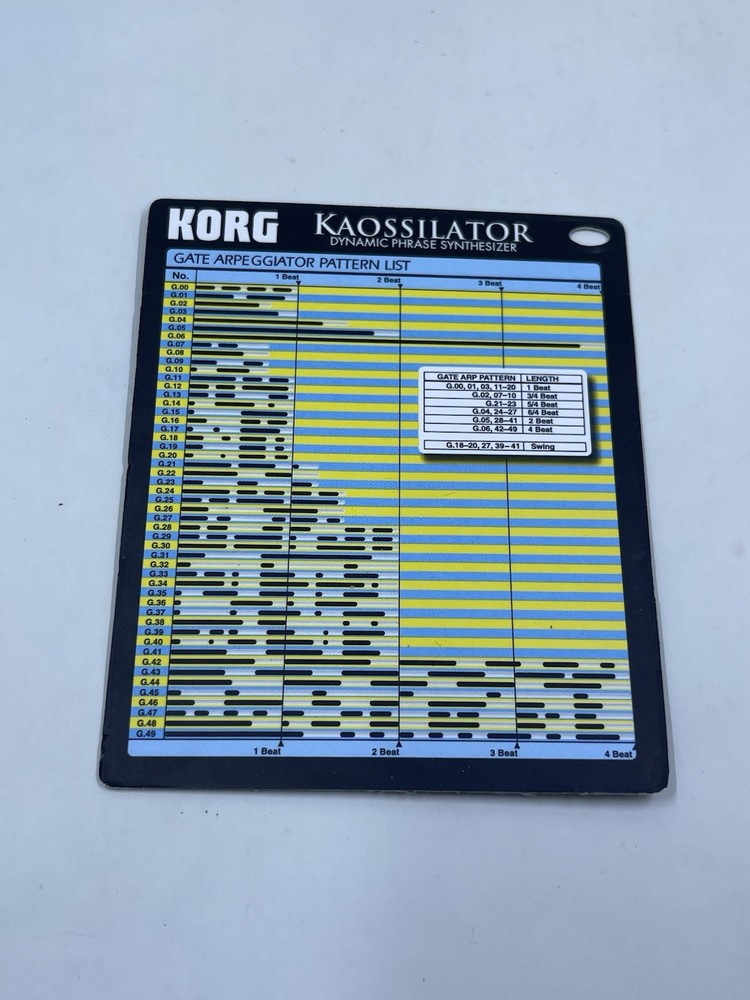 KORG KAOSSILATOR
DYNAMIC PHRASE SYNTHESIZER
GATE ARPEGGIATOR PATTERN LIST
No. 1 Beat 2 Beat 3 Beat 4 Beat
G.00
G.01
G.02
G.03
G.04
G.05
G.06
G.07
G.08
G.09
G.10
G.11
G.12
G.13
G.14
G.15
G.16
G.17
G.18
G.19
G.20
G.21
G.22
G.23
G.24
G.25
G.26
G.27
G.28
G.29
G.30
G.31
G.32
G.33
G.34
G.35
G.36
G.37
G.38
G.39
G.40
G.41
G.42
G.43
G.44
G.45
G.46
G.47
G.48
G.49
GATE ARP PATTERN LENGTH
G.00, 01, 03, 11–20 1 Beat
G.02, 07–10 3/4 Beat
G.21–23 5/4 Beat
G.04, 24–27 6/4 Beat
G.05, 28–41 2 Beat
G.06, 42–49 4 Beat
G.18–20, 27, 39–41 Swing
1 Beat 2 Beat 3 Beat 4 Beat